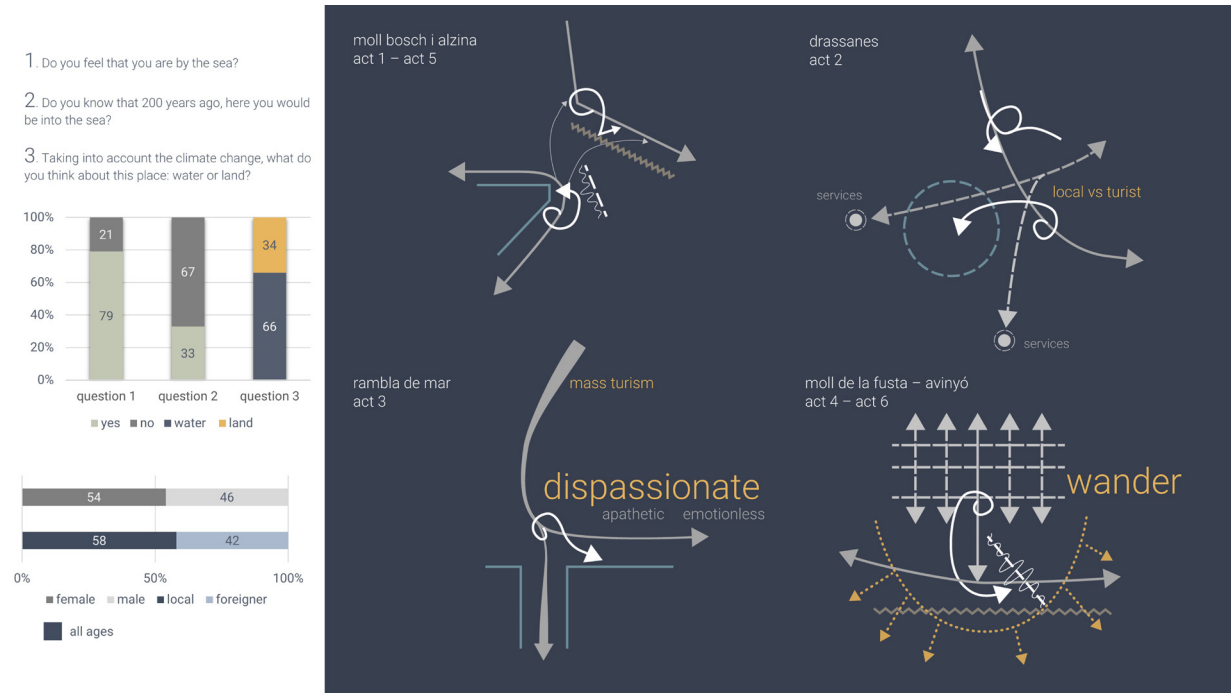 1. Do you feel that you are by the sea?
2. Do you know that 200 years ago, here you would
be into the sea?
3. Taking into account the climate change, what do
you think about this place: water or land?
100%
80%
60%
40%
20%
0%
21
79
67
33
34
66
question 1
question 2
question 3
yes
no
water
land
54
46
58
42
0%
50%
100%
female
male
local
foreigner
all ages
moll bosch i alzina
act 1 – act 5
drassanes
act 2
services
local vs turist
services
rambla de mar
act 3
mass turism
dispassionate
apathetic
emotionless
moll de la fusta – avinyó
act 4 – act 6
wander